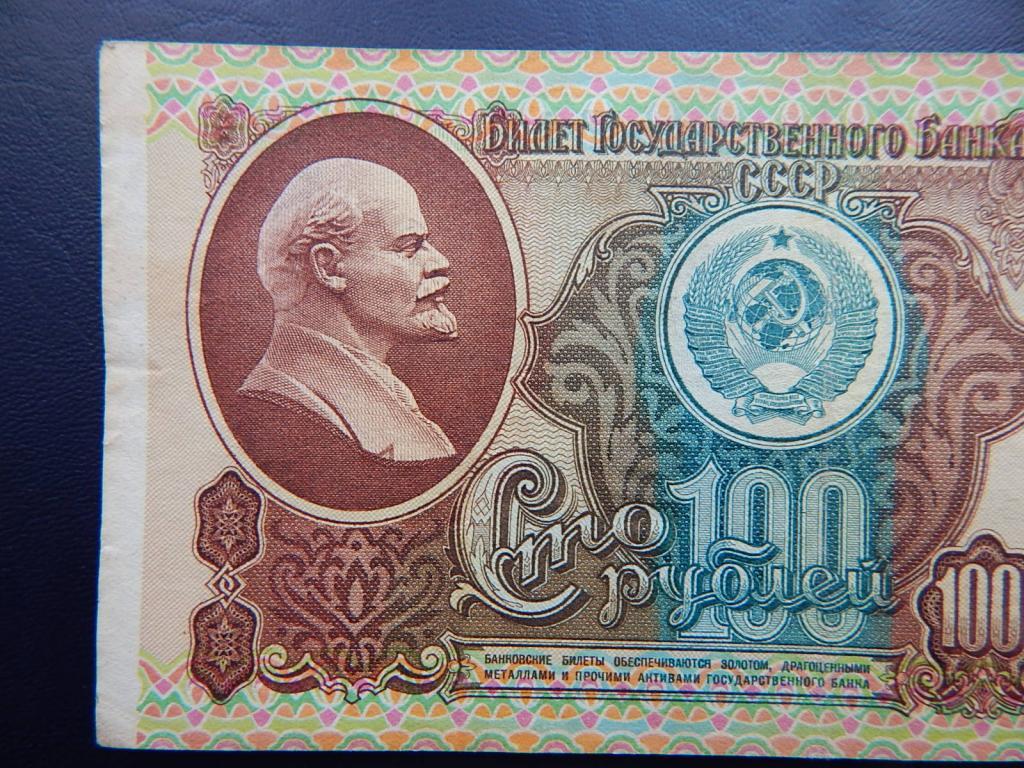 Билет Государственного Банка
СССР
100
Сто
рублей
100
БАНКОВСКИЕ БИЛЕТЫ ОБЕСПЕЧИВАЮТСЯ ЗОЛОТОМ, ДРАГОЦЕННЫМИ
МЕТАЛЛАМИ И ПРОЧИМИ АКТИВАМИ ГОСУДАРСТВЕННОГО БАНКА